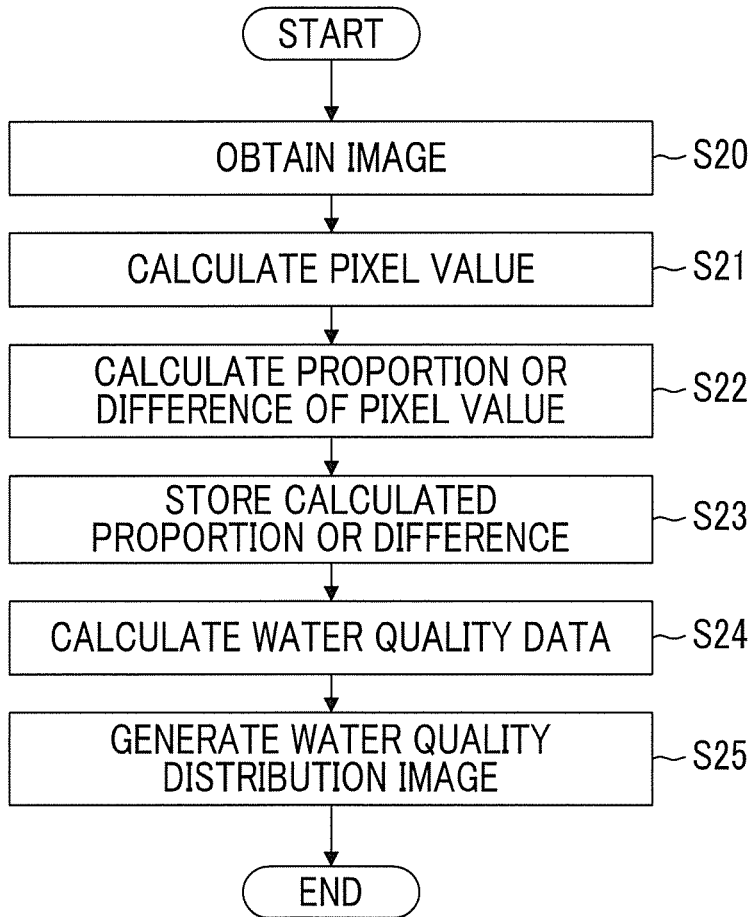 START
OBTAIN IMAGE
S20
CALCULATE PIXEL VALUE
S21
CALCULATE PROPORTION OR
DIFFERENCE OF PIXEL VALUE
S22
STORE CALCULATED
PROPORTION OR DIFFERENCE
S23
CALCULATE WATER QUALITY DATA
S24
GENERATE WATER QUALITY
DISTRIBUTION IMAGE
S25
END